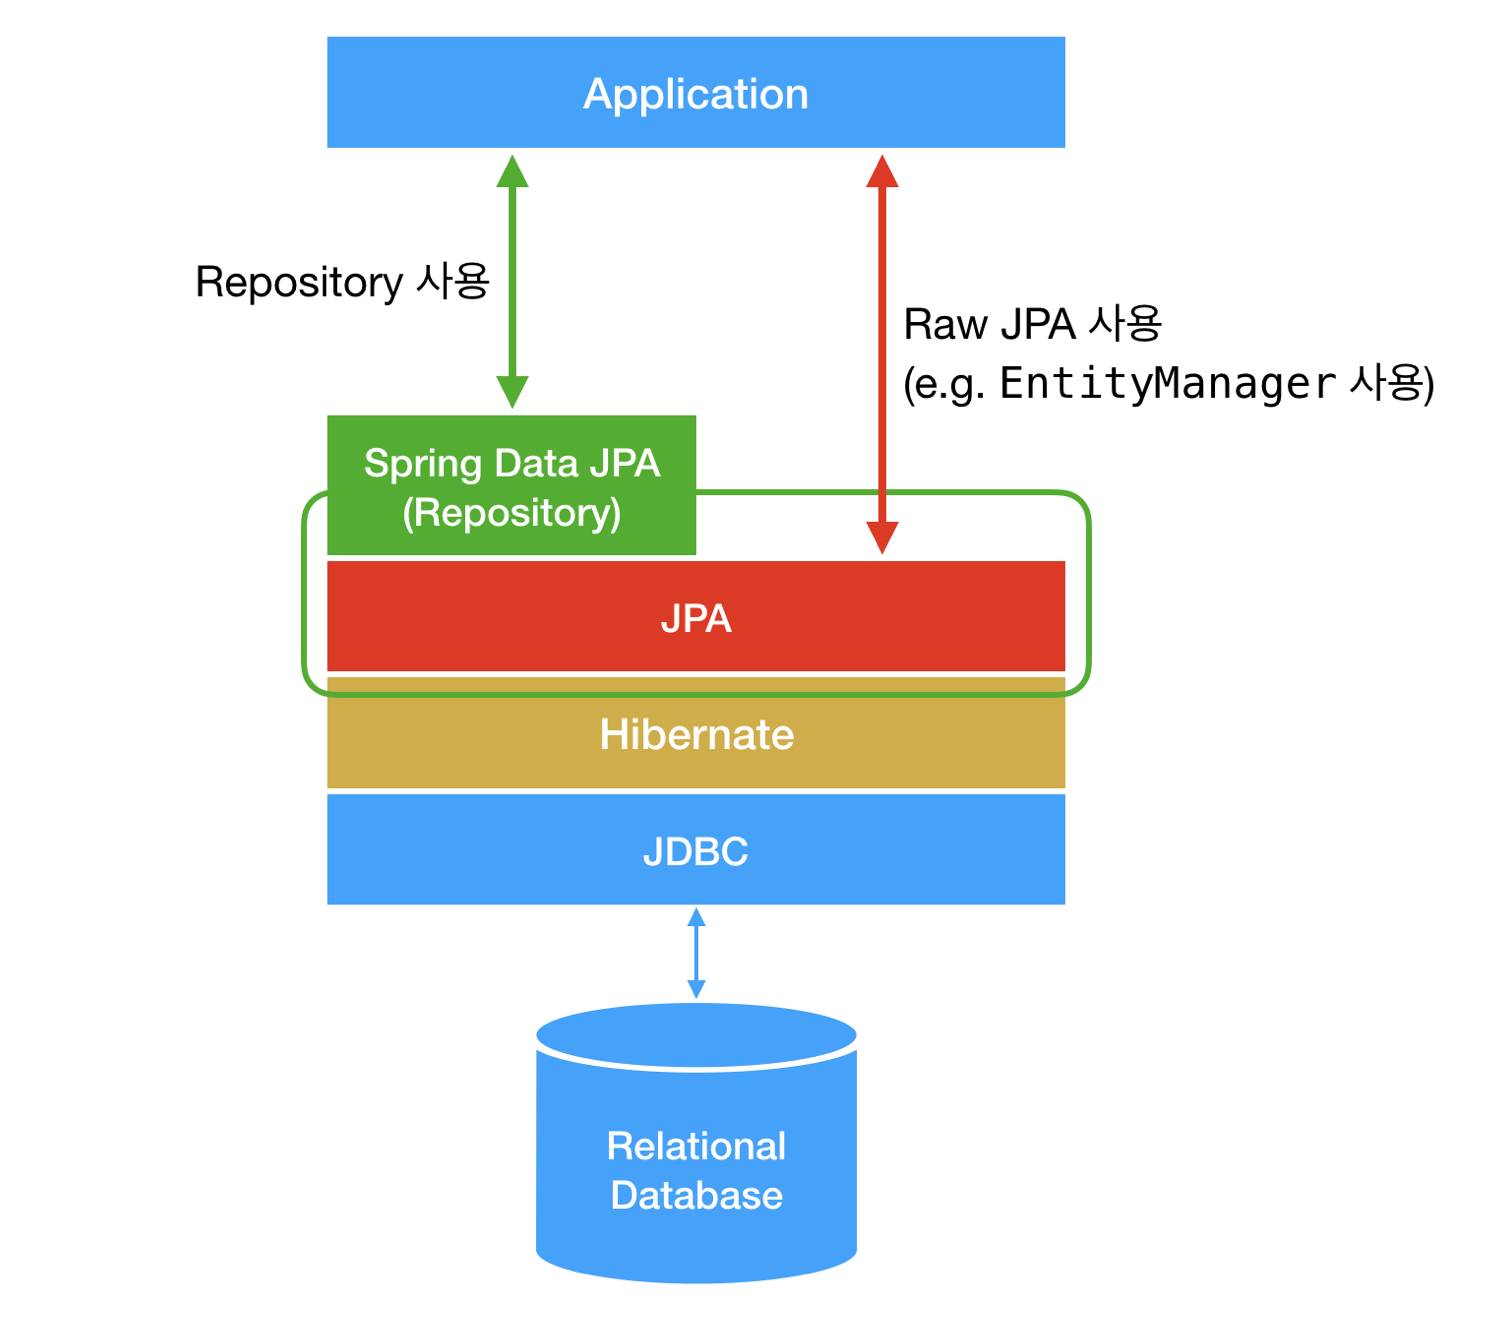 Application
Repository 사용
Raw JPA 사용
(e.g. EntityManager 사용)
Spring Data JPA
(Repository)
JPA
Hibernate
JDBC
Relational
Database